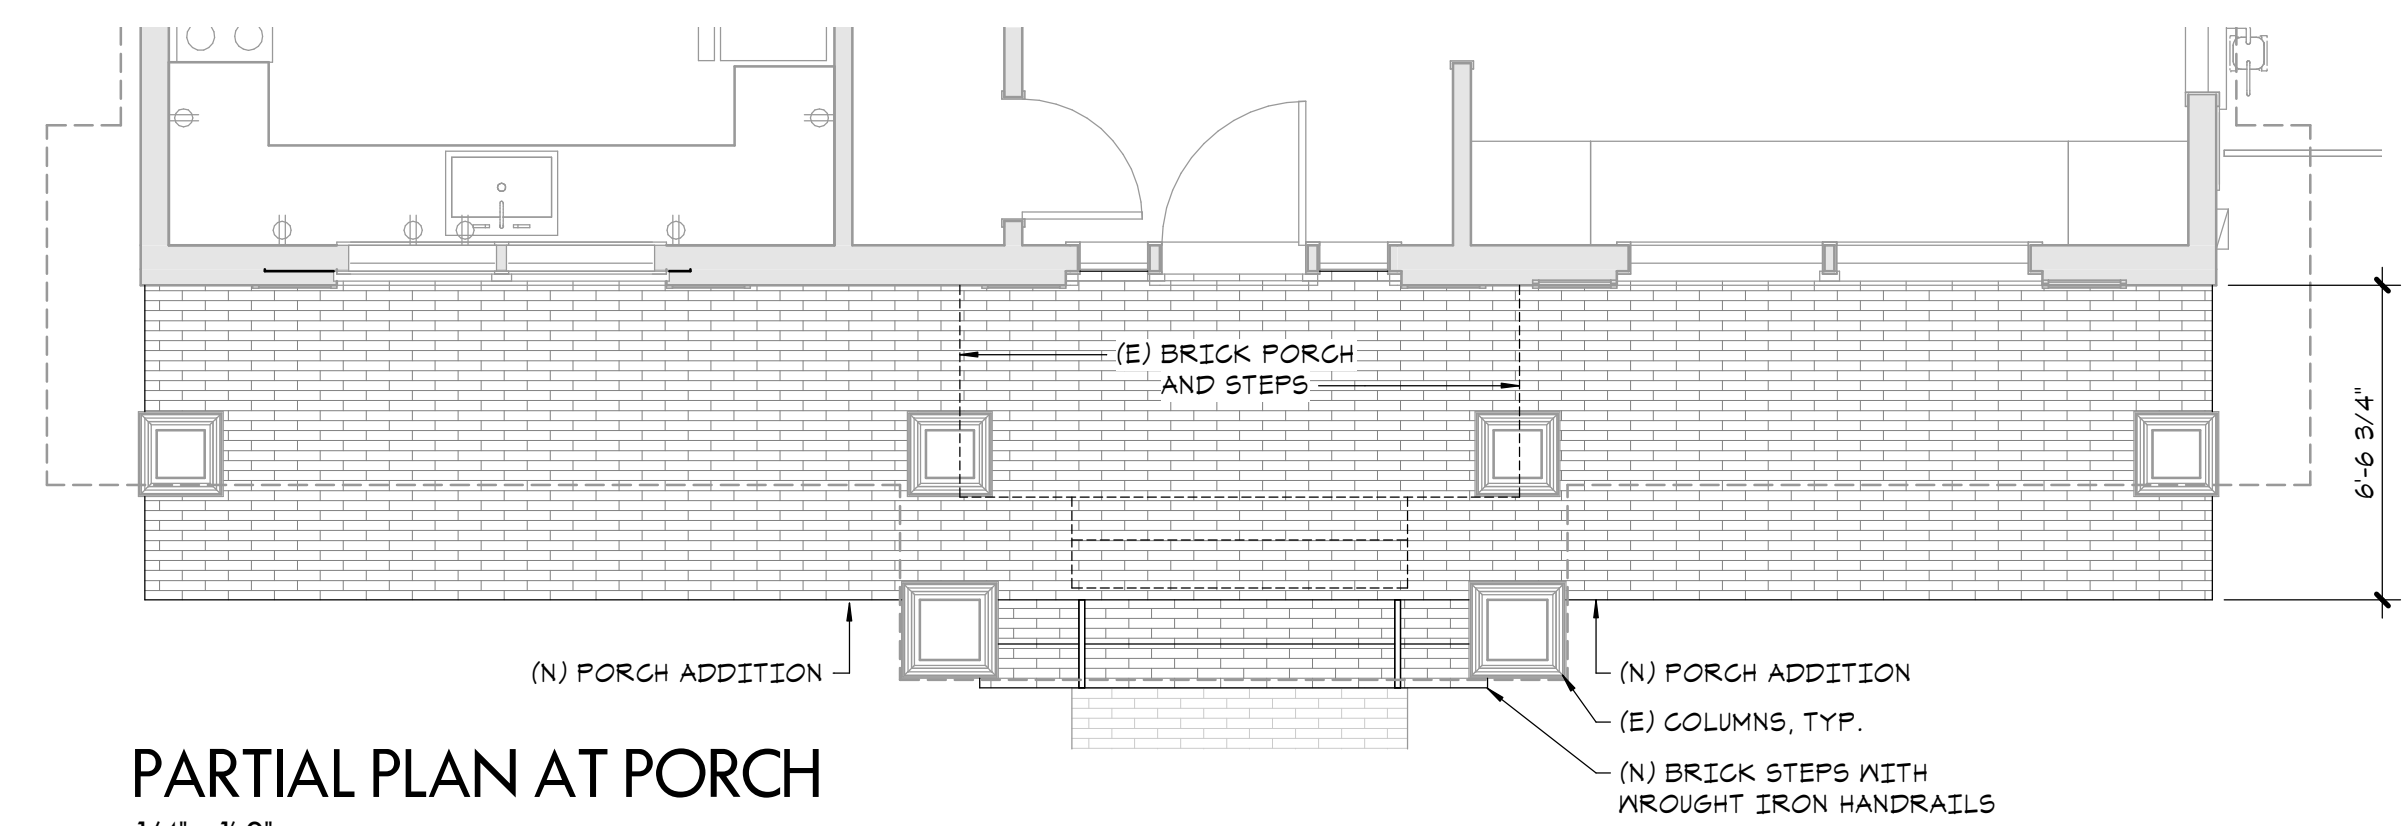 (E) BRICK PORCH
AND STEPS
6'-6 3/4"
(N) PORCH ADDITION
(N) PORCH ADDITION
(E) COLUMNS, TYP.
(N) BRICK STEPS WITH
WROUGHT IRON HANDRAILS
PARTIAL PLAN AT PORCH